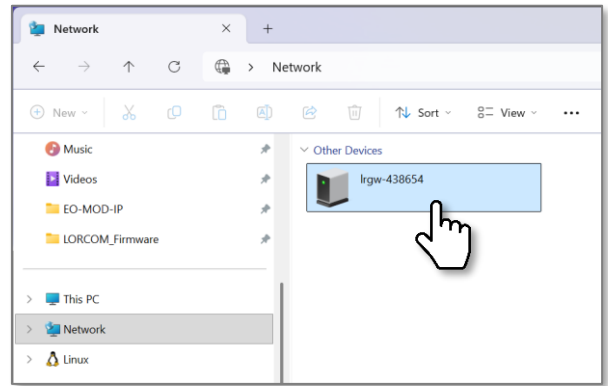 Network
Network
New
Sort
View
Music
Videos
EO-MOD-IP
LORCOM_Firmware
This PC
Network
Linux
Other Devices
lrgw-438654